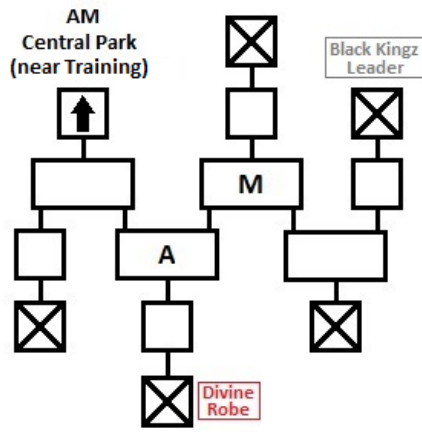 AM
Central Park
(near Training)
Black Kingz
Leader
M
A
Divine
Robe